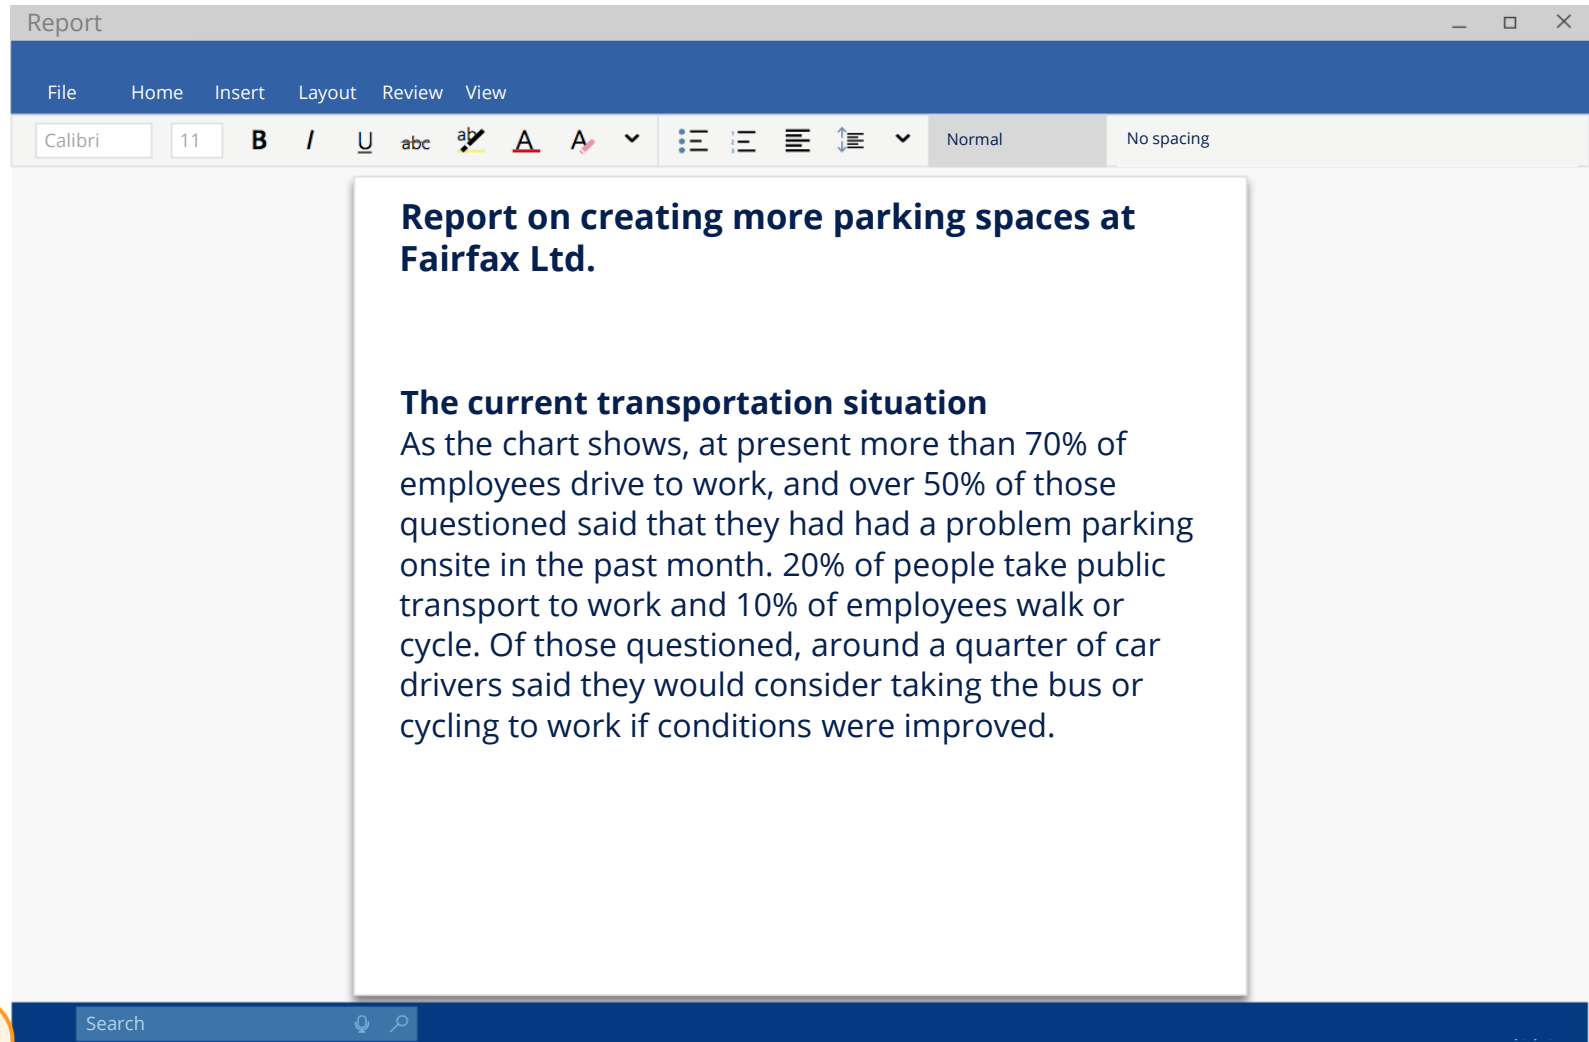 Report
File Home Insert Layout Review View
Calibri 11 B I U abc ab A A Normal No spacing
Report on creating more parking spaces at
Fairfax Ltd.
The current transportation situation
As the chart shows, at present more than 70% of
employees drive to work, and over 50% of those
questioned said that they had had a problem parking
onsite in the past month. 20% of people take public
transport to work and 10% of employees walk or
cycle. Of those questioned, around a quarter of car
drivers said they would consider taking the bus or
cycling to work if conditions were improved.
Search